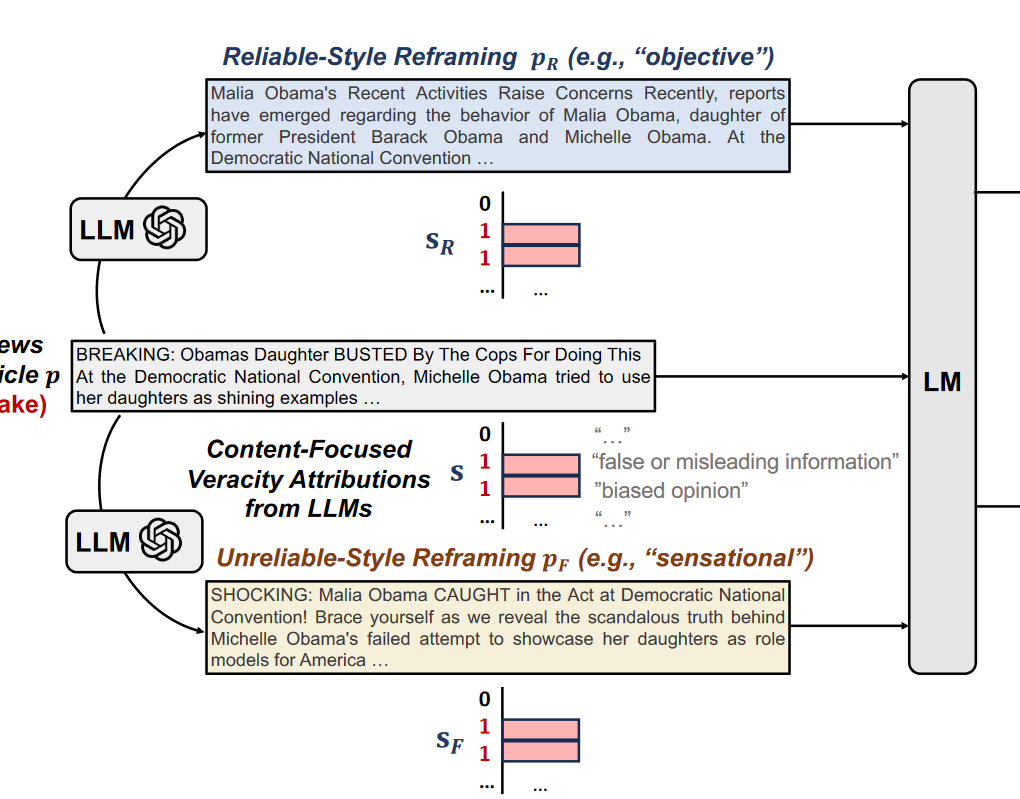 Reliable-Style Reframing p_R (e.g., “objective”)
Malia Obama's Recent Activities Raise Concerns Recently, reports
have emerged regarding the behavior of Malia Obama, daughter of
former President Barack Obama and Michelle Obama. At the
Democratic National Convention …
LLM
0
s_R
1
1
...
...
ews
icle p
ake)
BREAKING: Obamas Daughter BUSTED By The Cops For Doing This
At the Democratic National Convention, Michelle Obama tried to use
her daughters as shining examples …
LM
Content-Focused
Veracity Attributions
from LLMs
s
0
1
1
...
...
“…”
“false or misleading information”
”biased opinion”
“…”
LLM
Unreliable-Style Reframing p_F (e.g., “sensational”)
SHOCKING: Malia Obama CAUGHT in the Act at Democratic National
Convention! Brace yourself as we reveal the scandalous truth behind
Michelle Obama's failed attempt to showcase her daughters as role
models for America …
0
s_F
1
1
...
...